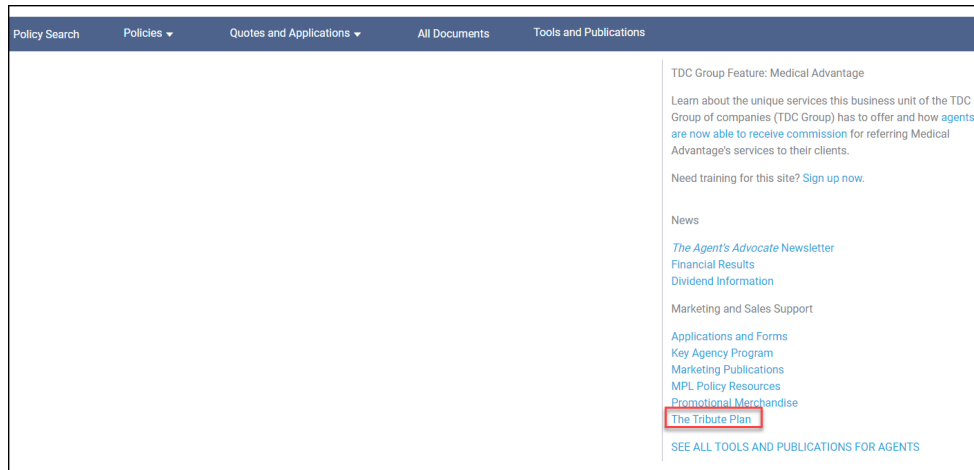 Policy Search Policies Quotes and Applications All Documents Tools and Publications
TDC Group Feature: Medical Advantage
Learn about the unique services this business unit of the TDC
Group of companies (TDC Group) has to offer and how agents
are now able to receive commission for referring Medical
Advantage's services to their clients.
Need training for this site? Sign up now.
News
The Agent's Advocate Newsletter
Financial Results
Dividend Information
Marketing and Sales Support
Applications and Forms
Key Agency Program
Marketing Publications
MPL Policy Resources
Promotional Merchandise
The Tribute Plan
SEE ALL TOOLS AND PUBLICATIONS FOR AGENTS